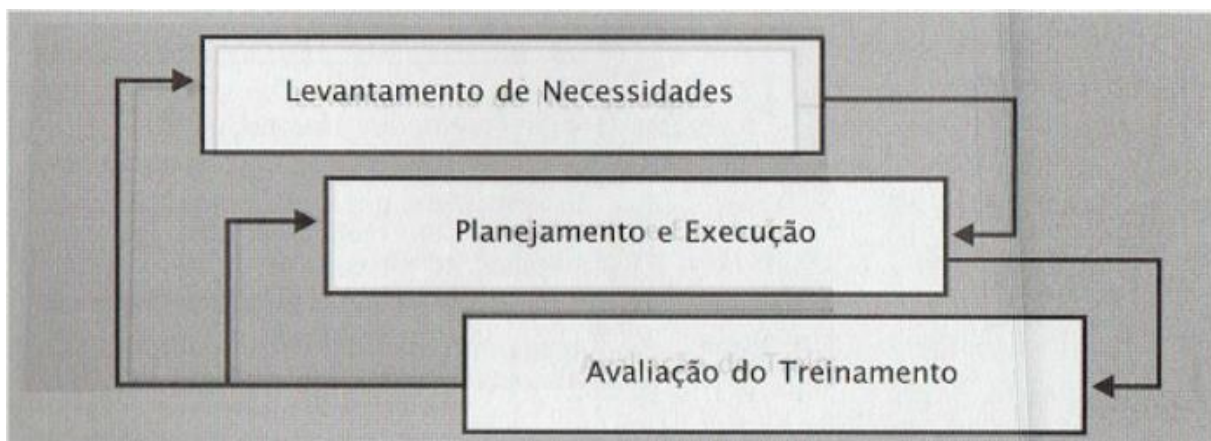 Levantamento de Necessidades
Planejamento e Execução
Avaliação do Treinamento